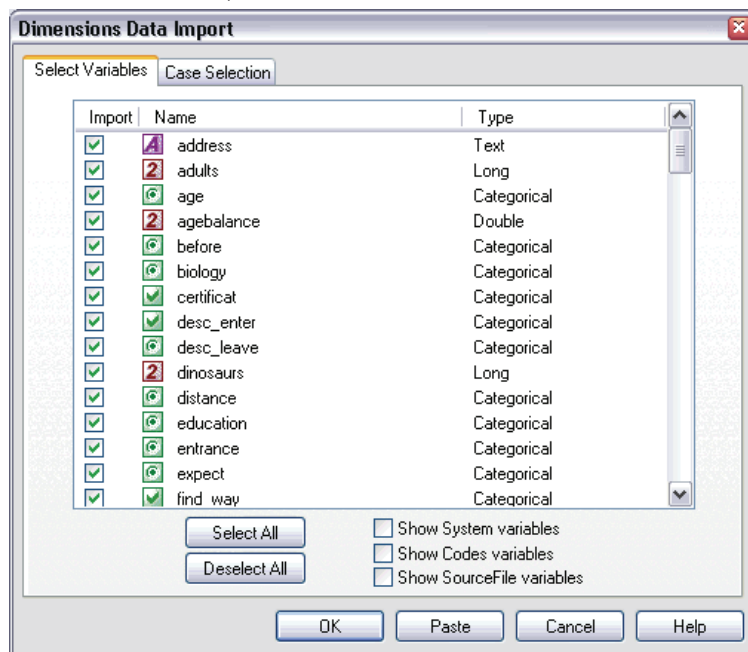 Dimensions Data Import
Select Variables Case Selection
Import Name Type
address Text
adults Long
age Categorical
agebalance Double
before Categorical
biology Categorical
certificat Categorical
desc_enter Categorical
desc_leave Categorical
dinosaurs Long
distance Categorical
education Categorical
entrance Categorical
expect Categorical
find_way Categorical
Select All
Show System variables
Show Codes variables
Deselect All
Show SourceFile variables
OK Paste Cancel Help